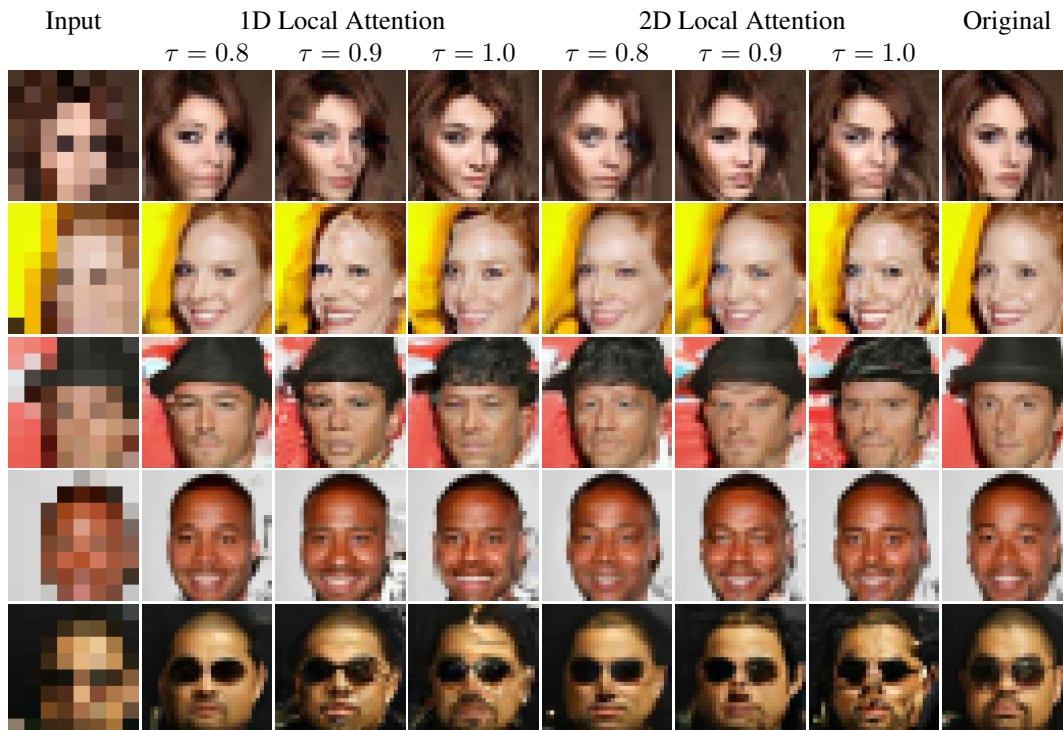 Input 1D Local Attention 2D Local Attention Original
τ = 0.8 τ = 0.9 τ = 1.0 τ = 0.8 τ = 0.9 τ = 1.0